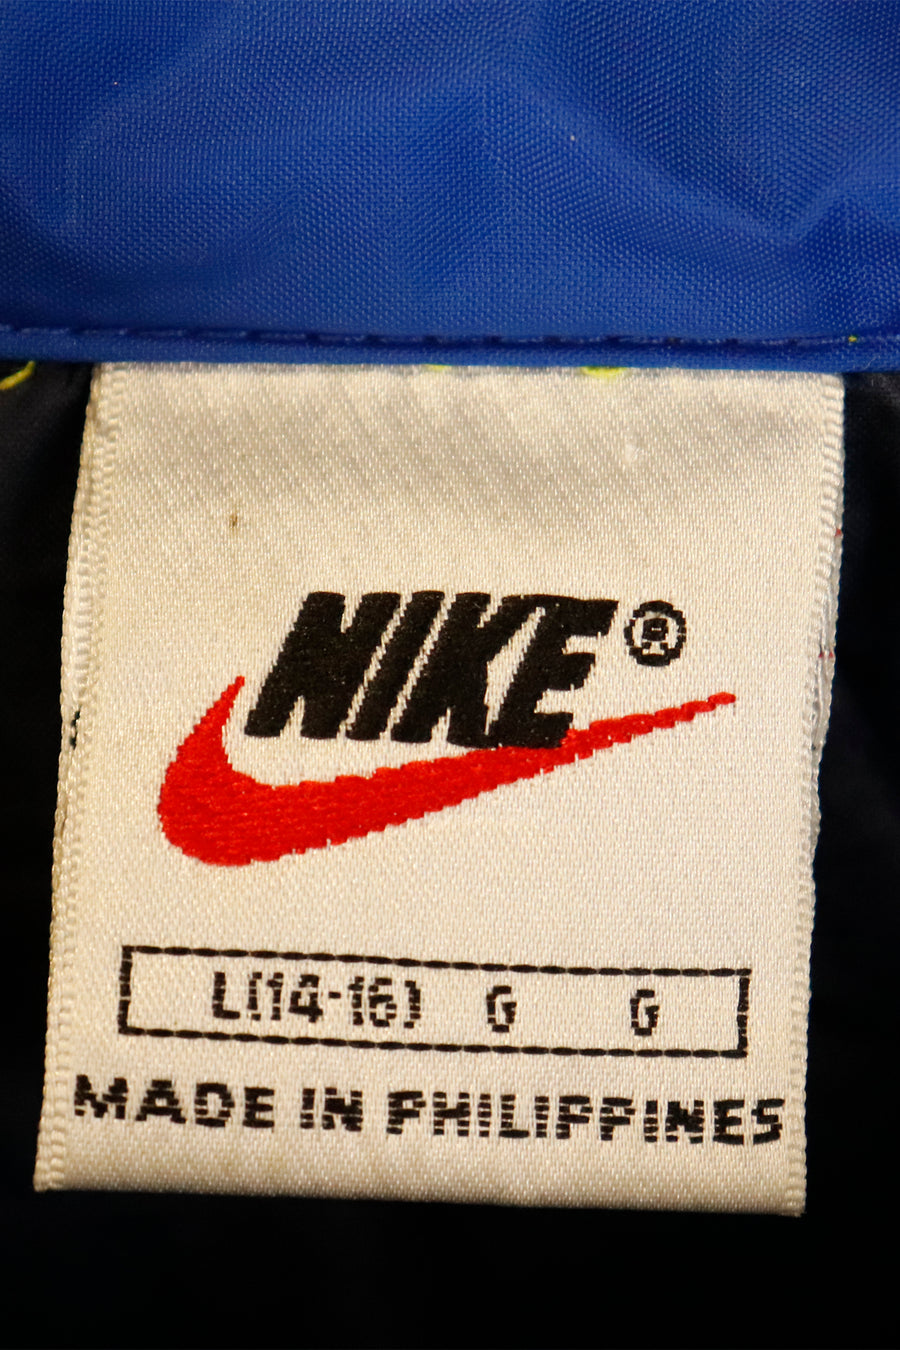 NIKE®
L(14-16) G G
MADE IN PHILIPPINES